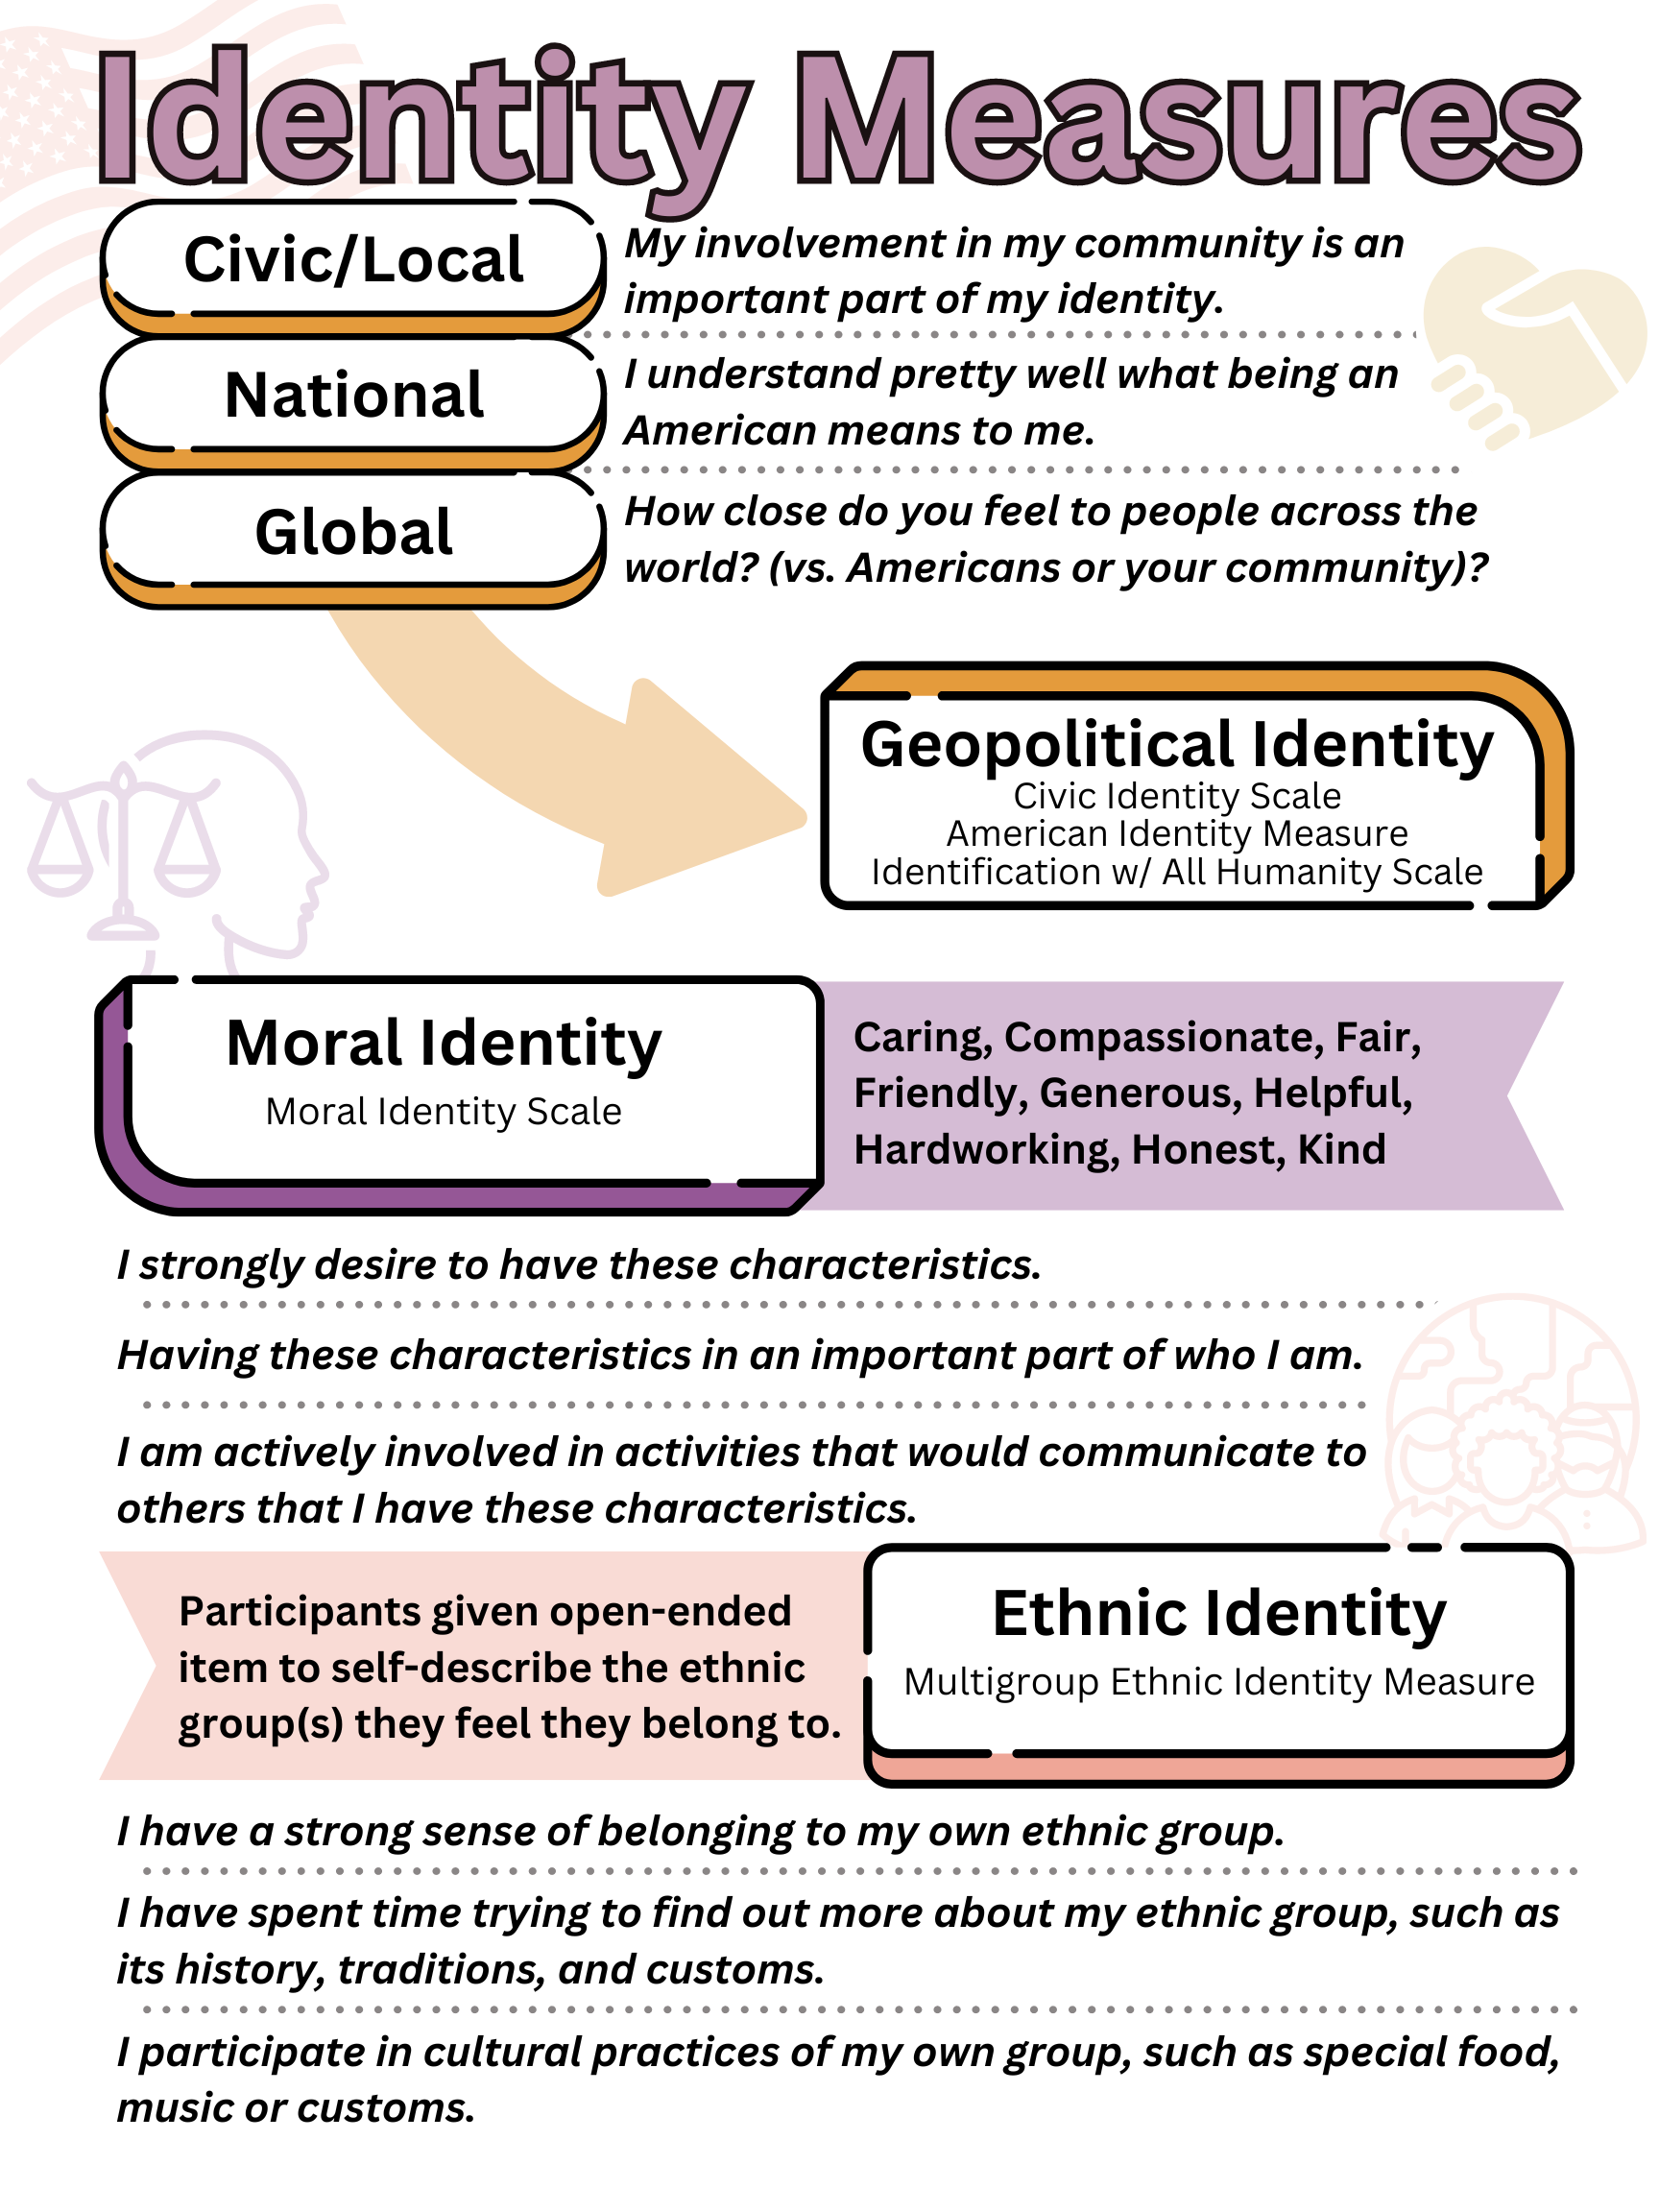 Identity Measures
Civic/Local
My involvement in my community is an
important part of my identity.
National
I understand pretty well what being an
American means to me.
Global
How close do you feel to people across the
world? (vs. Americans or your community)?
Geopolitical Identity
Civic Identity Scale
American Identity Measure
Identification w/ All Humanity Scale
Moral Identity
Moral Identity Scale
Caring, Compassionate, Fair,
Friendly, Generous, Helpful,
Hardworking, Honest, Kind
I strongly desire to have these characteristics.
Having these characteristics in an important part of who I am.
I am actively involved in activities that would communicate to
others that I have these characteristics.
Participants given open-ended
item to self-describe the ethnic
group(s) they feel they belong to.
Ethnic Identity
Multigroup Ethnic Identity Measure
I have a strong sense of belonging to my own ethnic group.
I have spent time trying to find out more about my ethnic group, such as
its history, traditions, and customs.
I participate in cultural practices of my own group, such as special food,
music or customs.